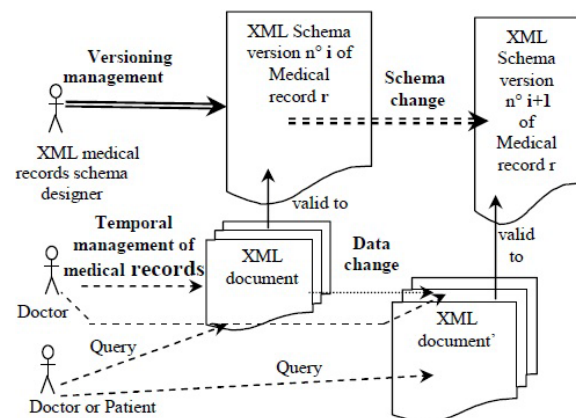 Versioning
management
XML Schema
version n° i of
Medical
record r
Schema
change
XML
Schema
version
n° i+1
of
Medical
record r
XML medical
records schema
designer
valid to
valid
to
Temporal
management of
medical records
XML
document
Data
change
Doctor
Query
XML
document'
Query
Doctor or Patient